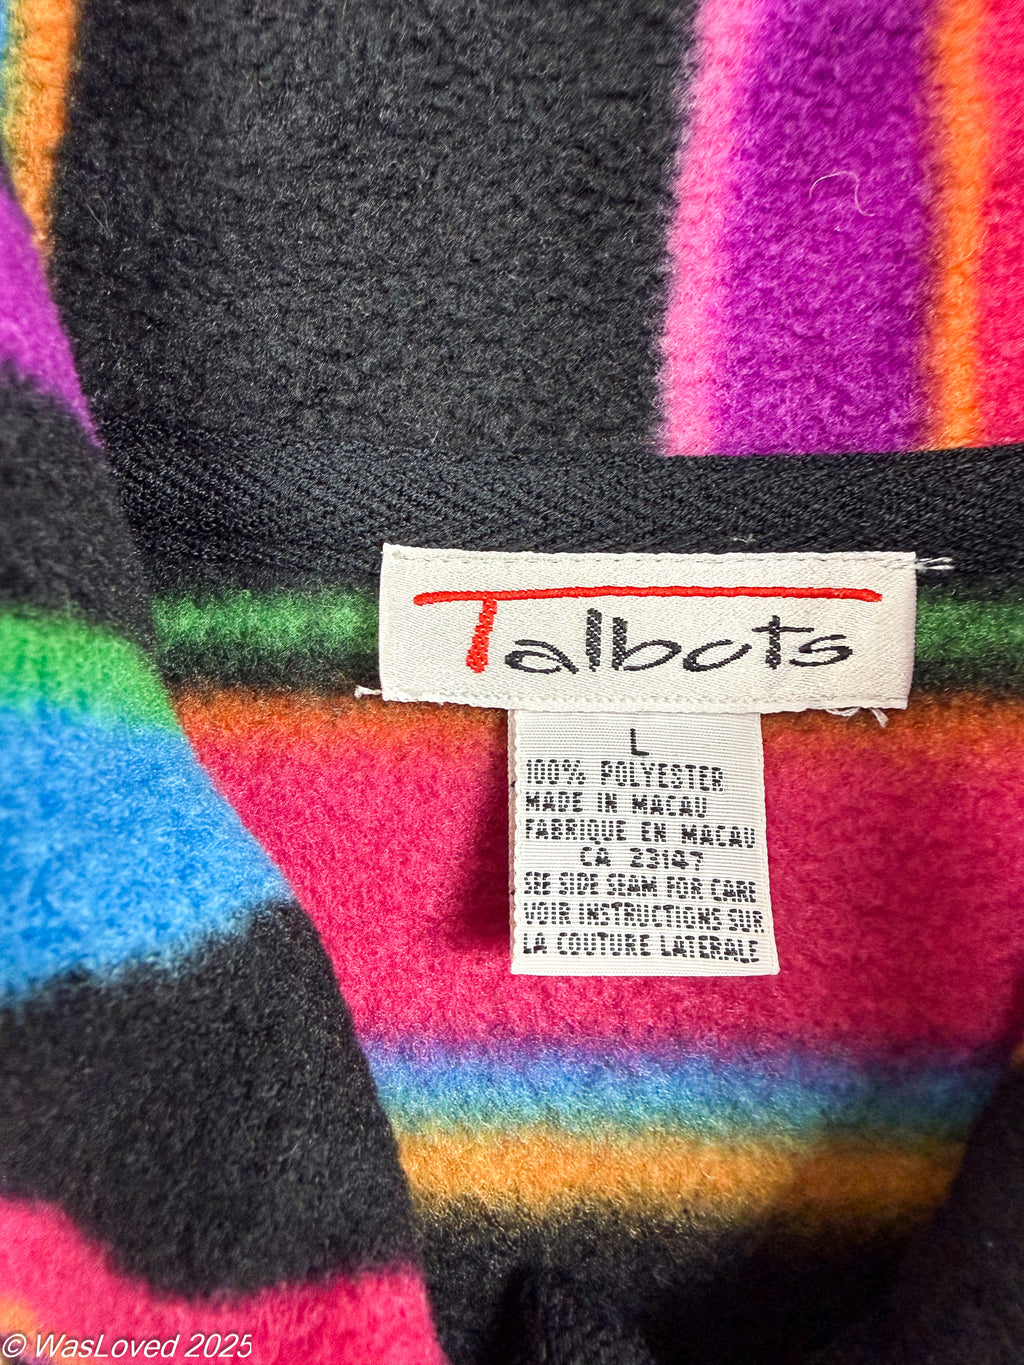 Talbots
L
100% POLYESTER
MADE IN MACAU
FABRIQUE EN MACAU
CA 23187
SEE SIDE SEAM FOR CARE
VOIR INSTRUCTIONS SUR
LA COUTURE LATERALE
© WasLoved 2025